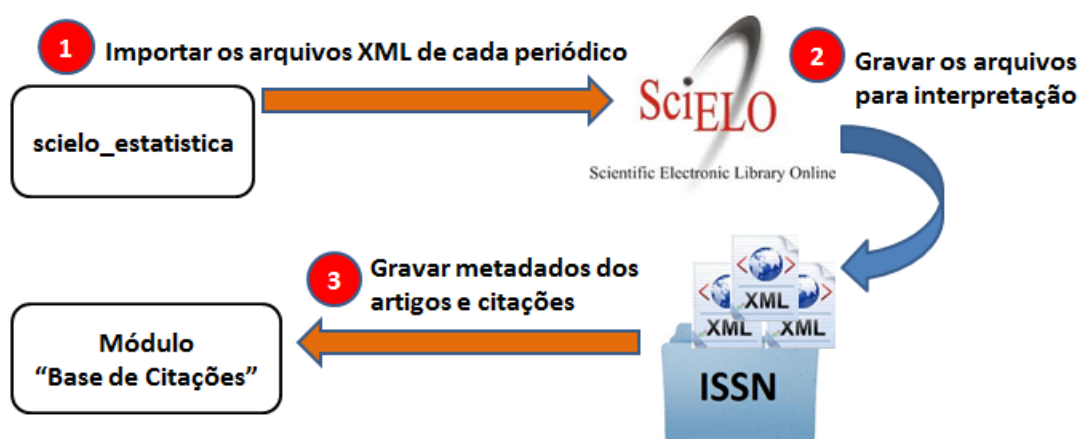 1
Importar os arquivos XML de cada periódico
scielo_estatistica
SciELO
Scientific Electronic Library Online
2
Gravar os arquivos
para interpretação
3
Gravar metadados dos
artigos e citações
Módulo
“Base de Citações”
XML
XML
XML
ISSN